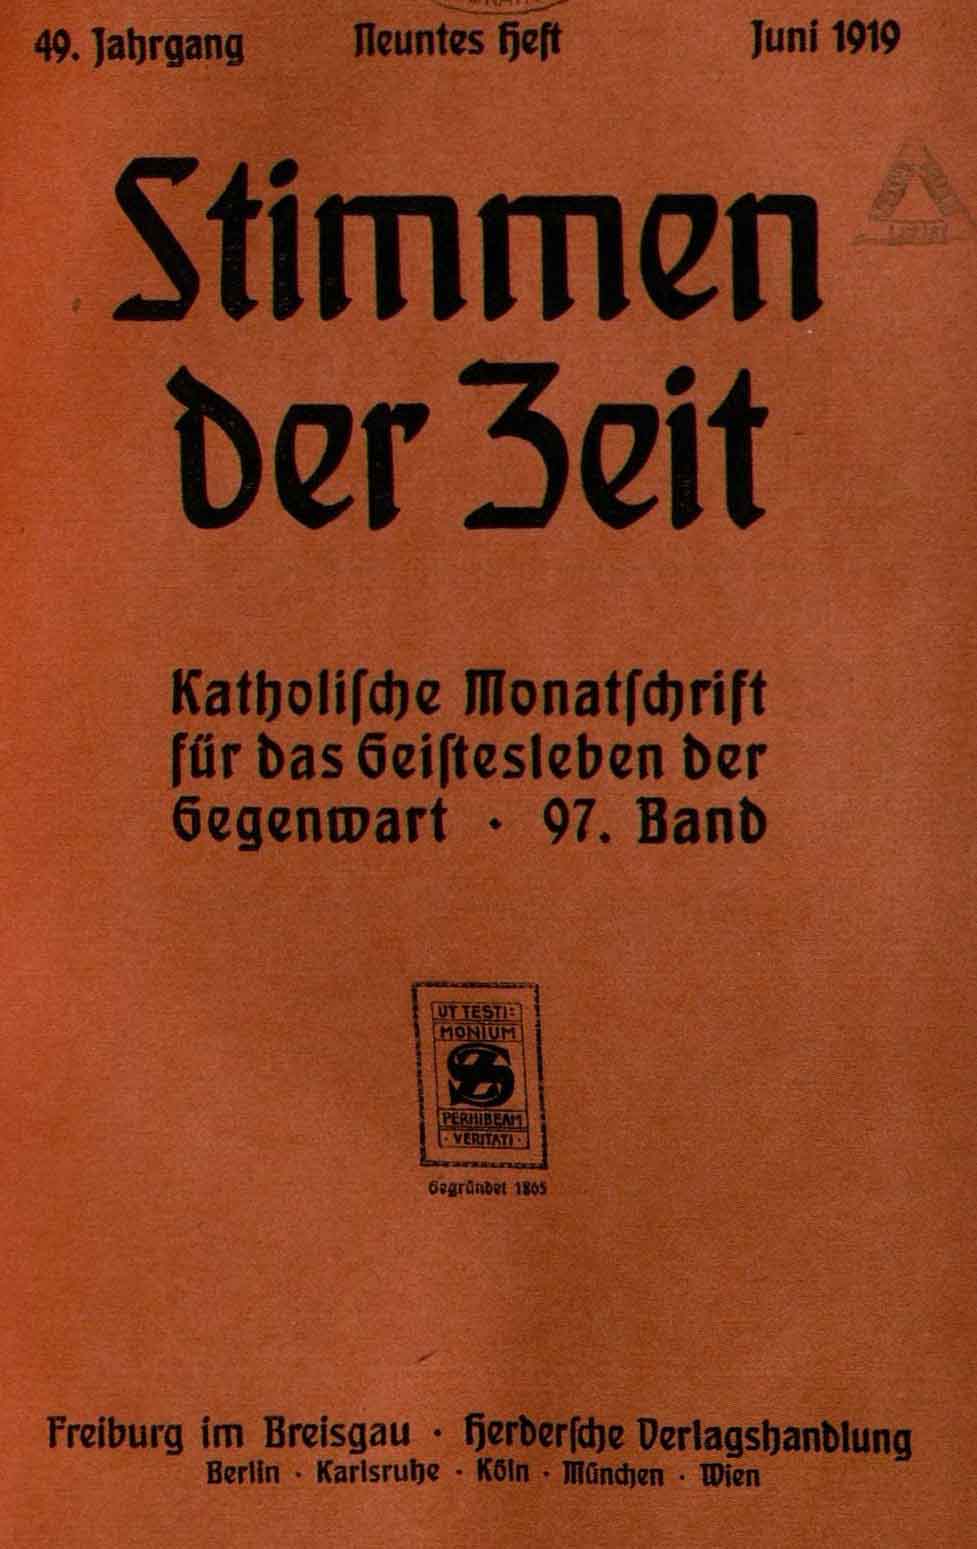 49. Jahrgang Neuntes Heft Juni 1919
Stimmen
der Zeit
Katholiſche Monatſchrift
für das Geiſtesleben der
Gegenwart · 97. Band
UT TESTI=
MONIUM
SZ
PERHIBEAM
· VERITATI ·
Gegründet 1865
Freiburg im Breisgau · Herderſche Verlagshandlung
Berlin · Karlsruhe · Köln · München · Wien